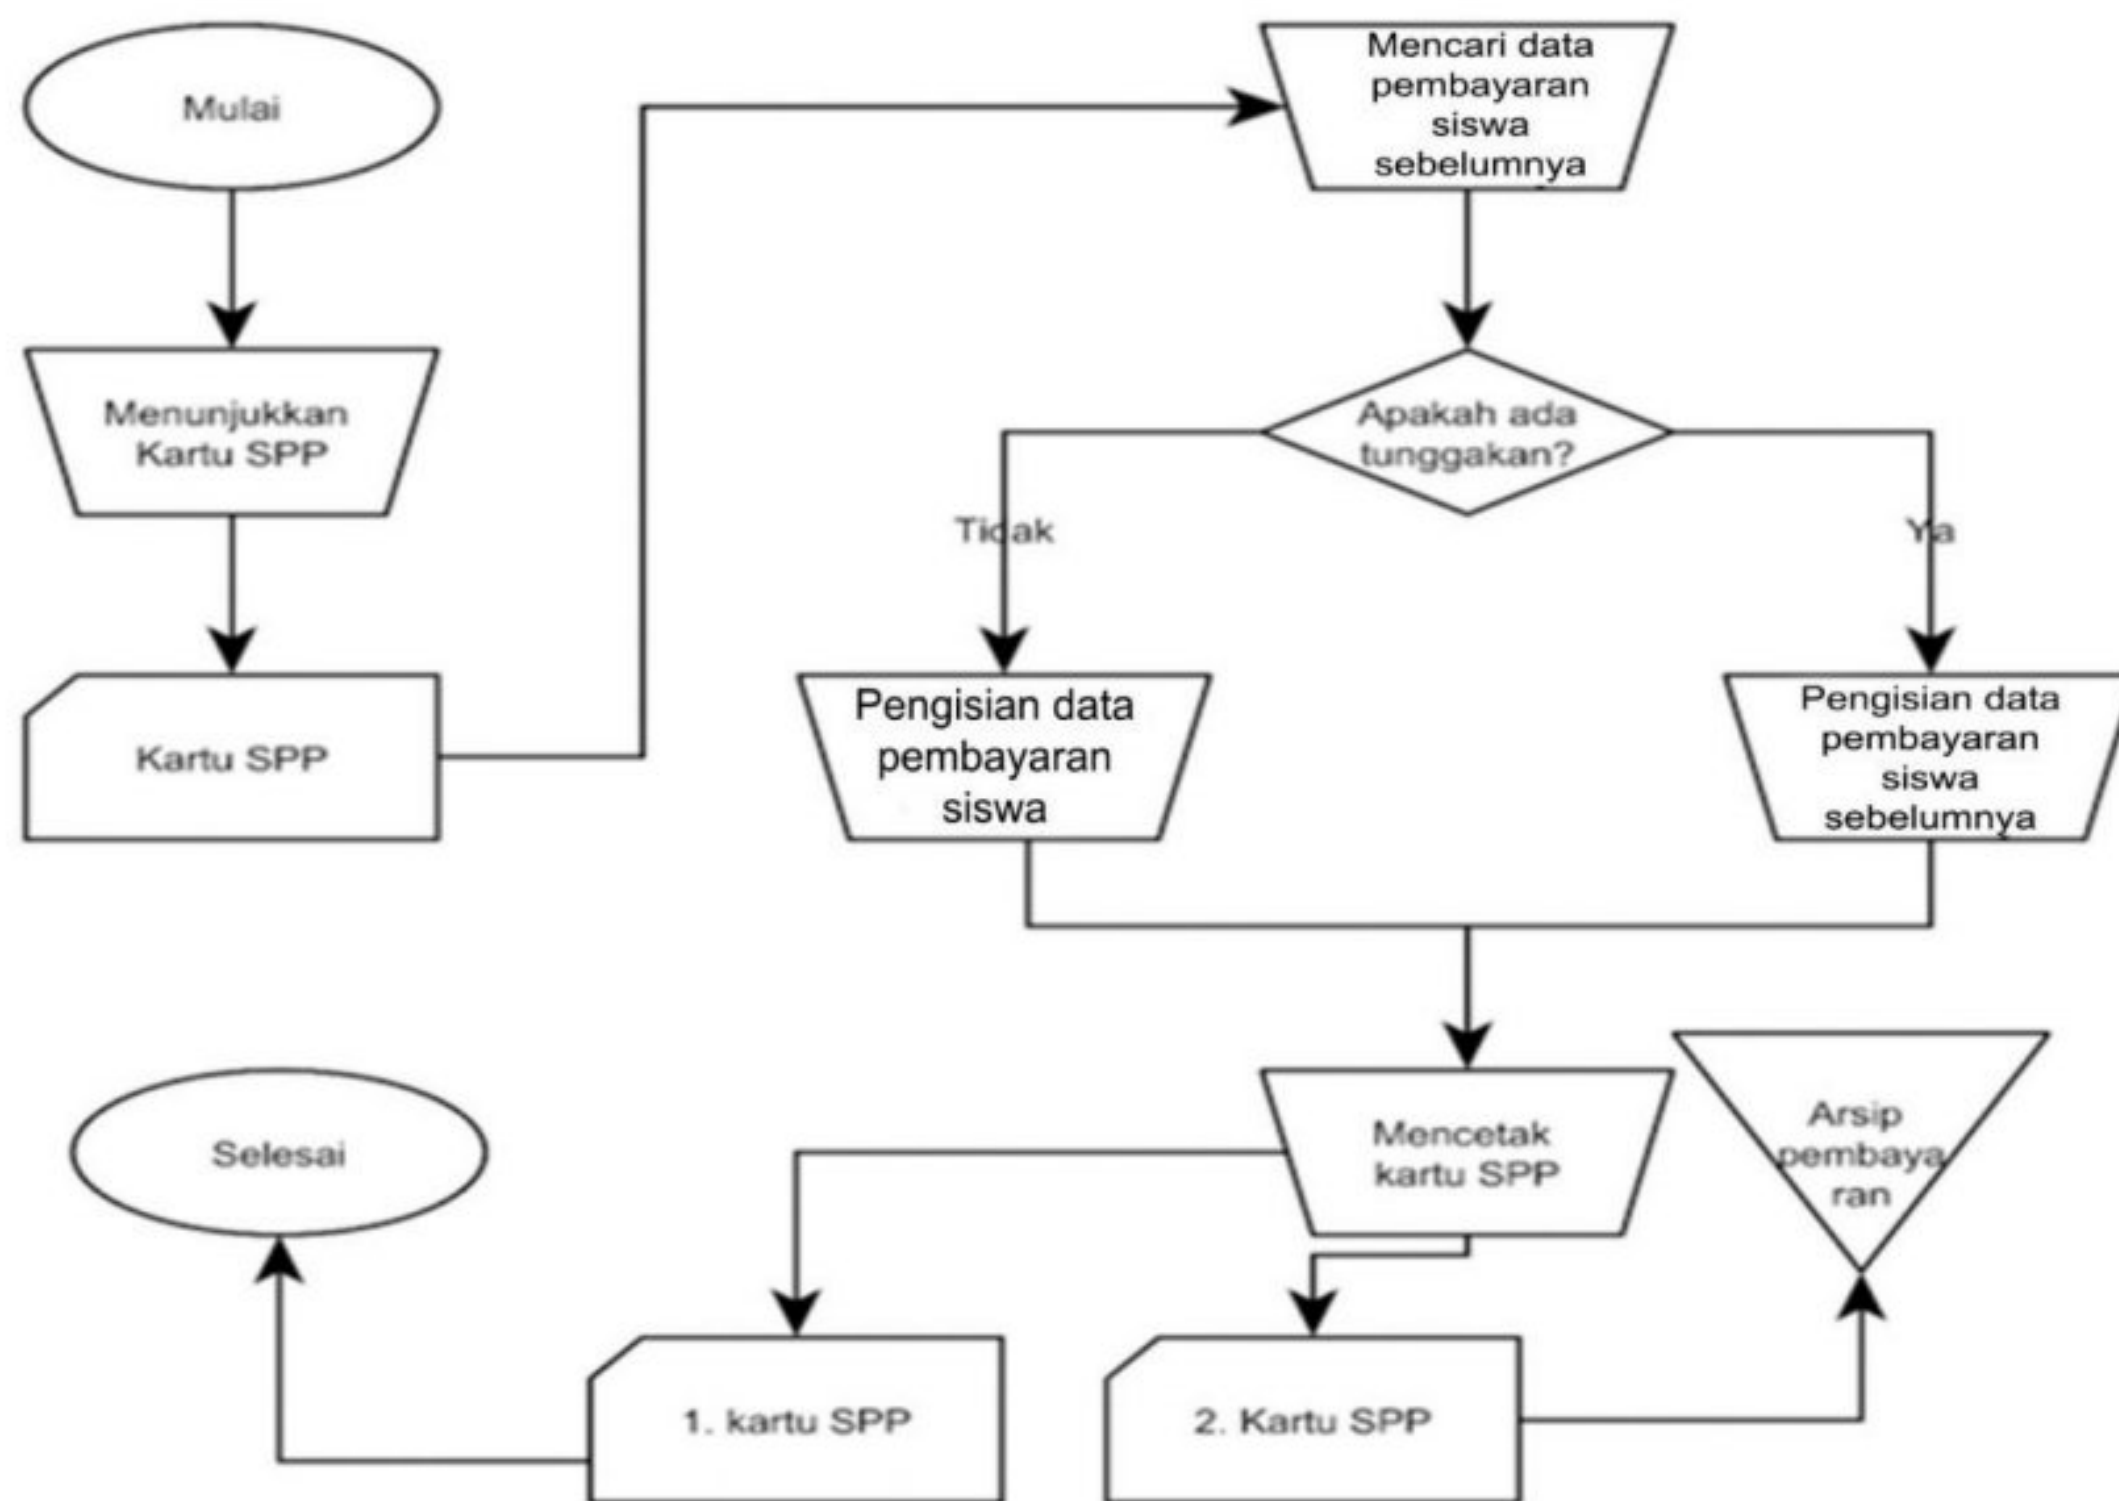 Mulai
Menunjukkan
Kartu SPP
Kartu SPP
Mencari data
pembayaran
siswa
sebelumnya
Apakah ada
tunggakan?
Tidak
Ya
Pengisian data
pembayaran
siswa
Pengisian data
pembayaran
siswa
sebelumnya
Mencetak
kartu SPP
Arsip
pembaya
ran
Selesai
1. kartu SPP
2. Kartu SPP